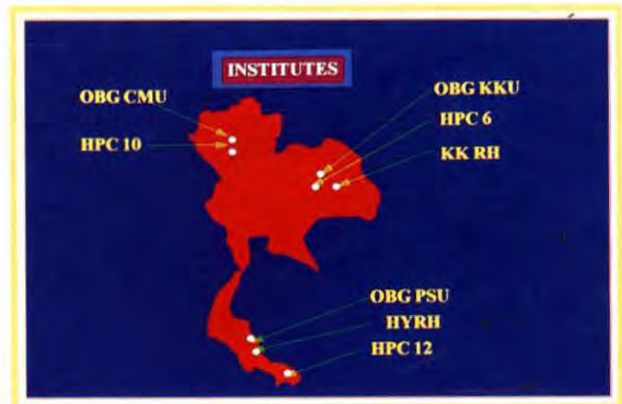 INSTITUTES
OBG CMU
HPC 10
OBG KKU
HPC 6
KK RH
OBG PSU
HYRH
HPC 12